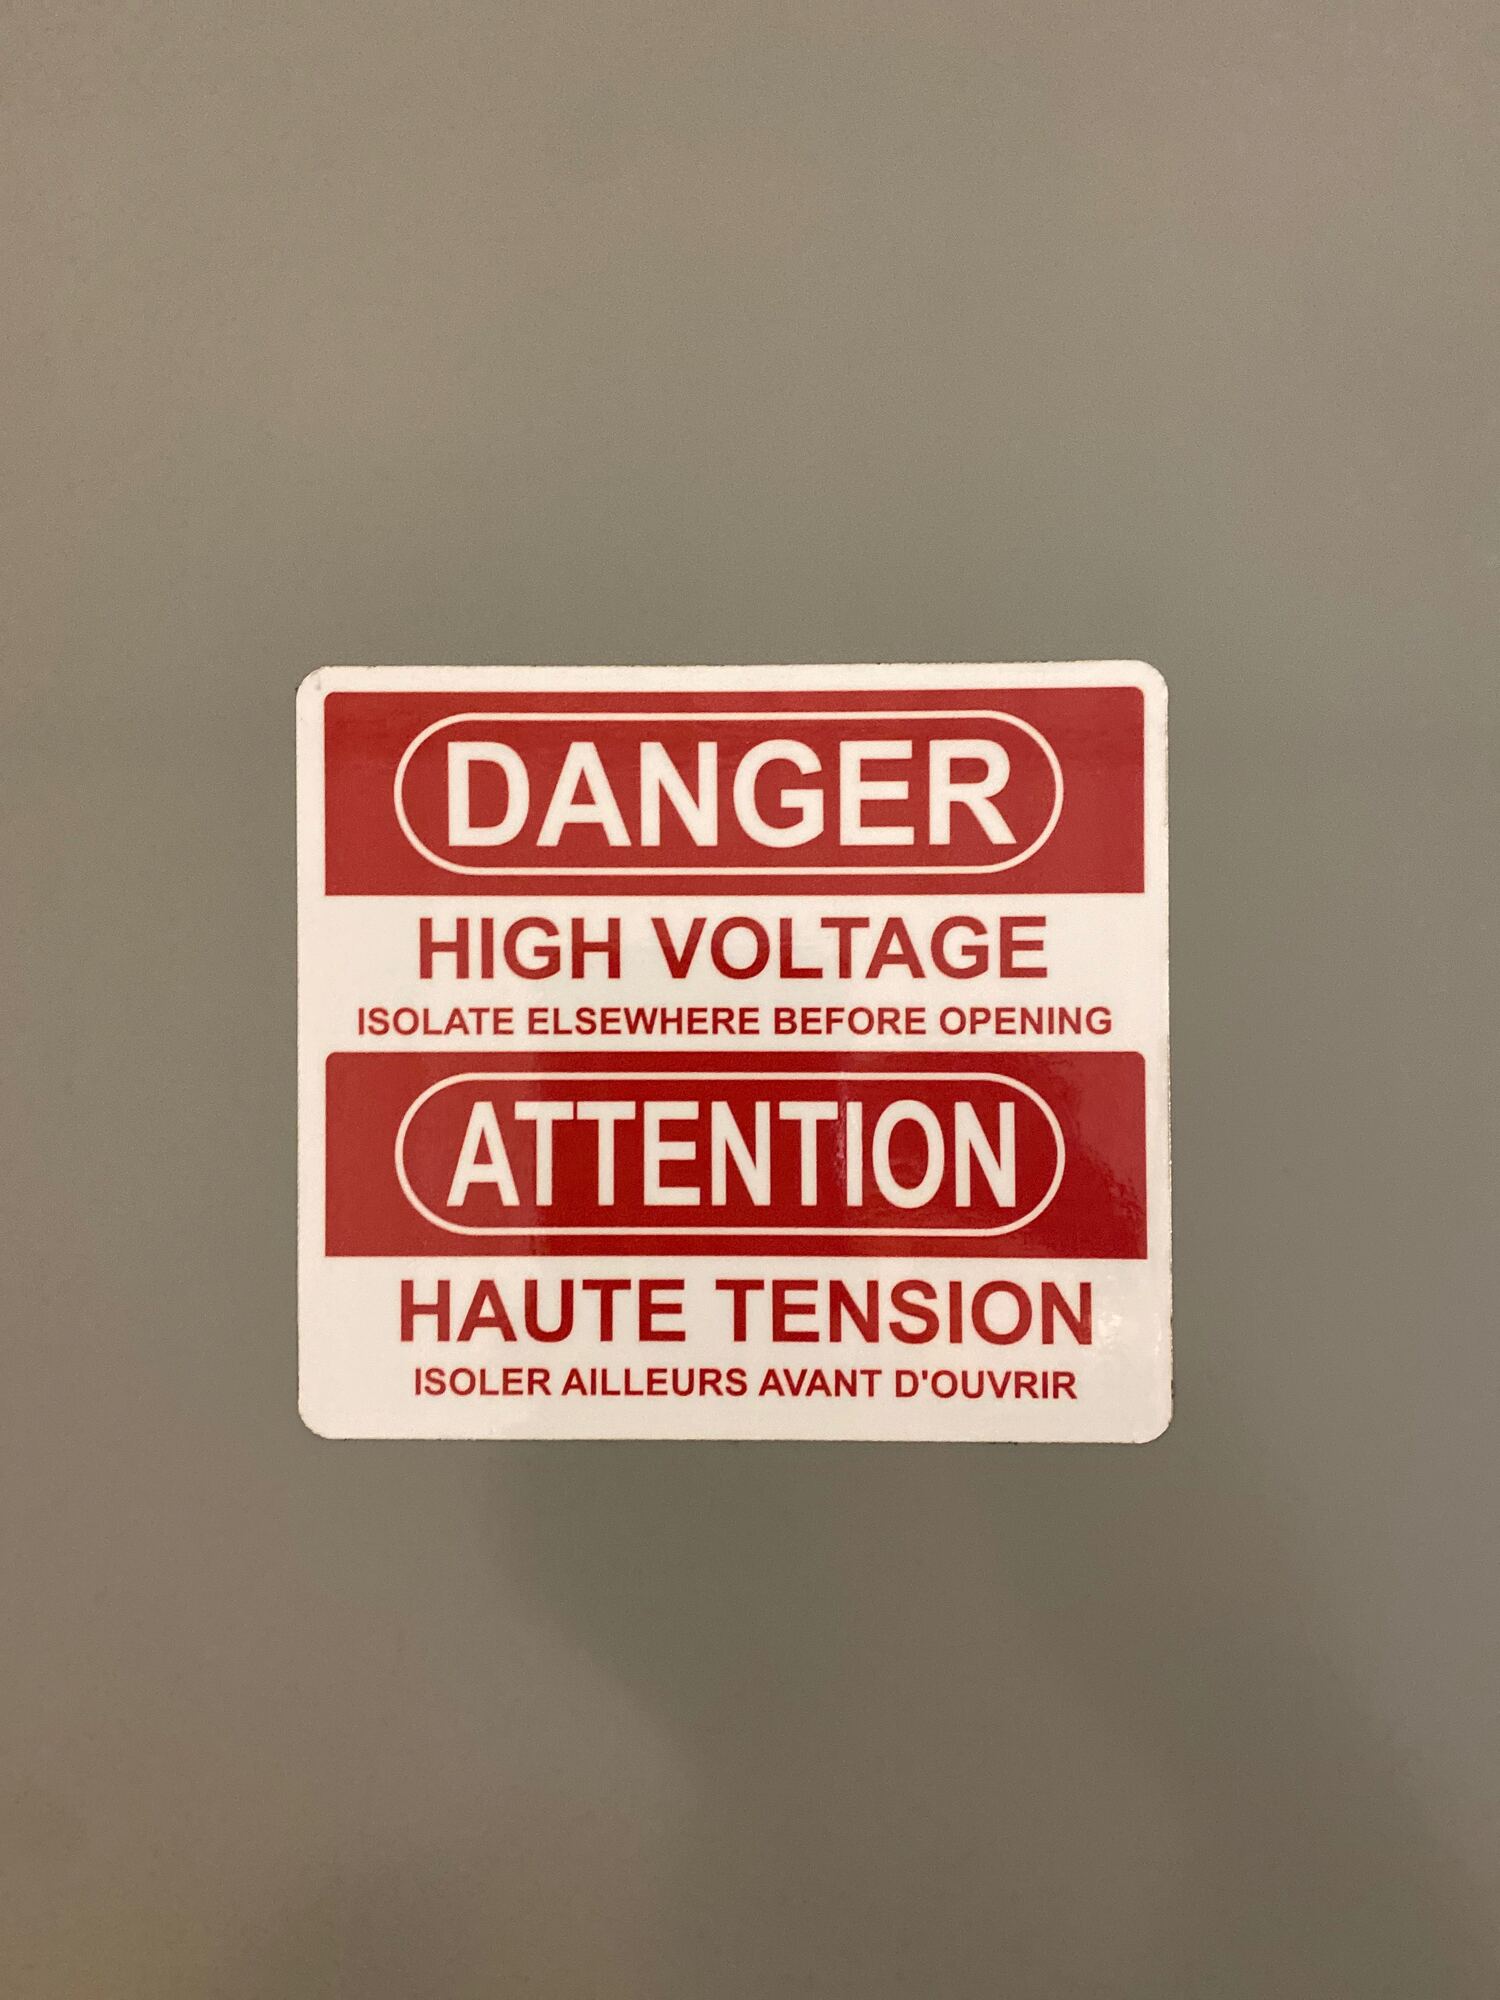 DANGER
HIGH VOLTAGE
ISOLATE ELSEWHERE BEFORE OPENING
ATTENTION
HAUTE TENSION
ISOLER AILLEURS AVANT D'OUVRIR